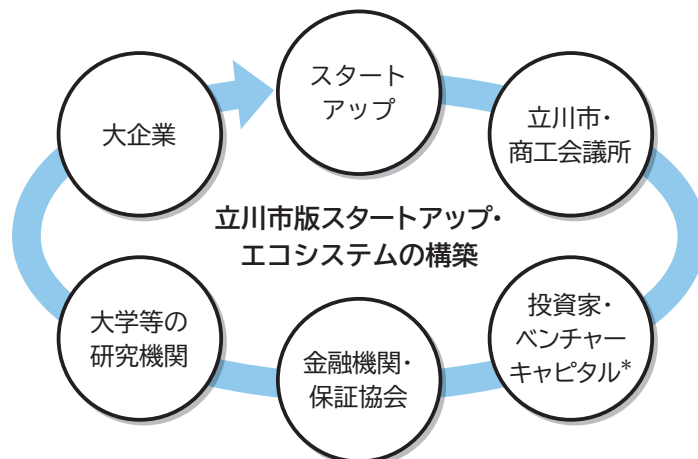 スタート
アップ
大企業
立川市・
商工会議所
立川市版スタートアップ・
エコシステムの構築
大学等の
研究機関
金融機関・
保証協会
投資家・
ベンチャー
キャピタル*